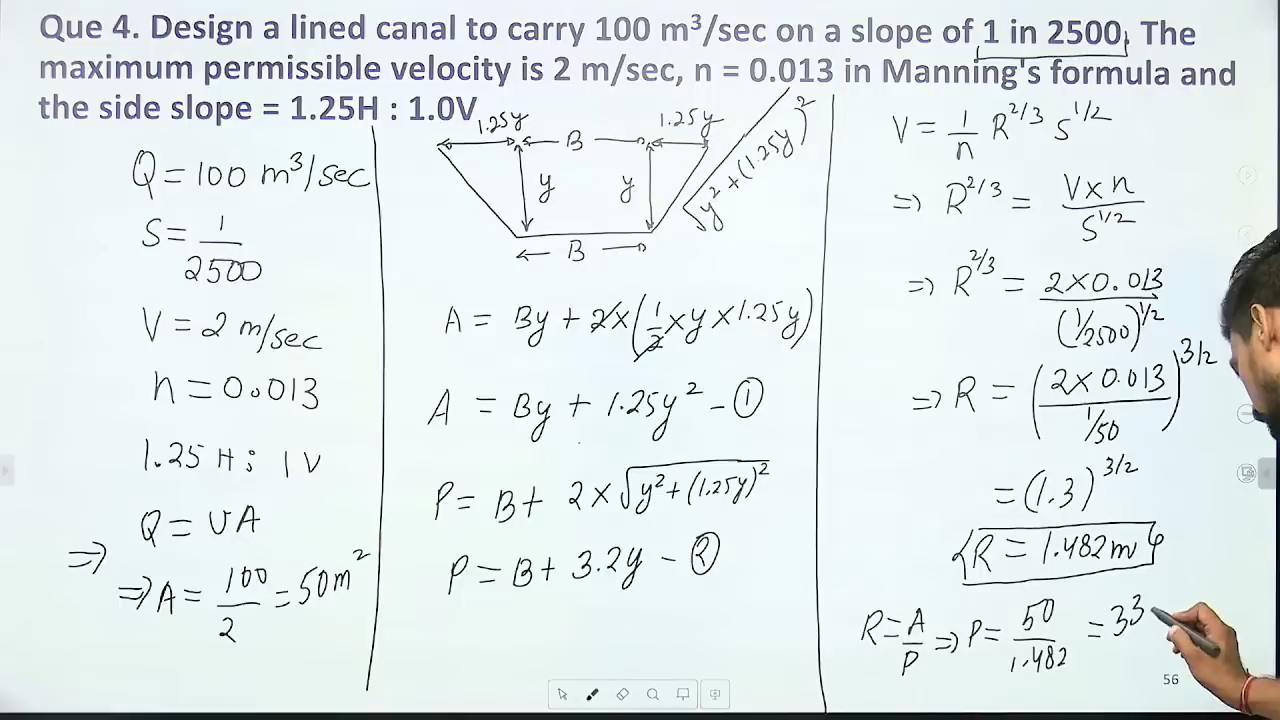 Que 4. Design a lined canal to carry 100 m³/sec on a slope of 1 in 2500. The
maximum permissible velocity is 2 m/sec, n = 0.013 in Manning's formula and
the side slope = 1.25H : 1.0V
Q = 100 m³/sec
S = 1/2500
V = 2 m/sec
n = 0.013
1.25 H : 1 V
Q = VA
⇒
⇒ A = 100/2 = 50m²
1.25y B 1.25y
y y √y² + (1.25y)²
B
A = By + 2×(1/2 × y × 1.25y)
A = By + 1.25y² - ①
P = B + 2 × √y² + (1.25y)²
P = B + 3.2y - ②
V = 1/n R^2/3 S^1/2
⇒ R^2/3 = V × n / S^1/2
⇒ R^2/3 = 2 × 0.013 / (1/2500)^1/2
⇒ R = (2 × 0.013 / 1/50)^3/2
= (1.3)^3/2
R = 1.482m
R = A/P ⇒ P = 50/1.482 = 33
56